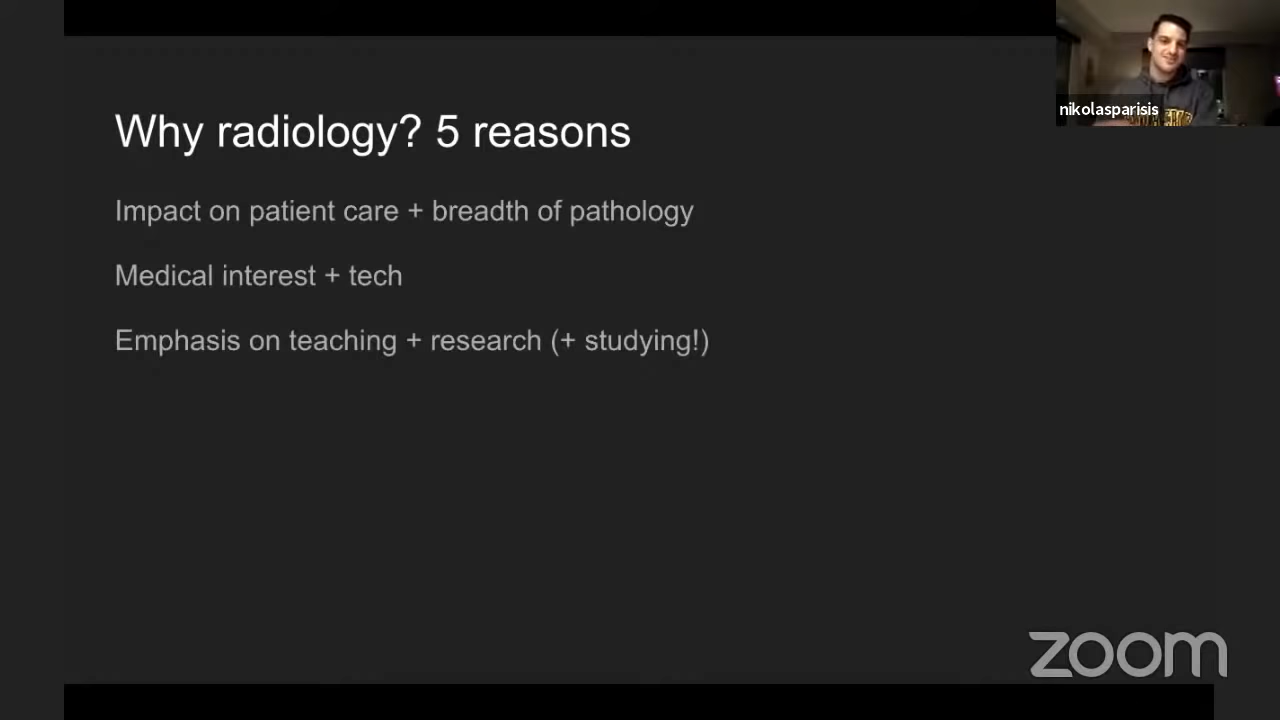 Why radiology? 5 reasons
nikolasparisis
Impact on patient care + breadth of pathology
Medical interest + tech
Emphasis on teaching + research (+ studying!)
zoom